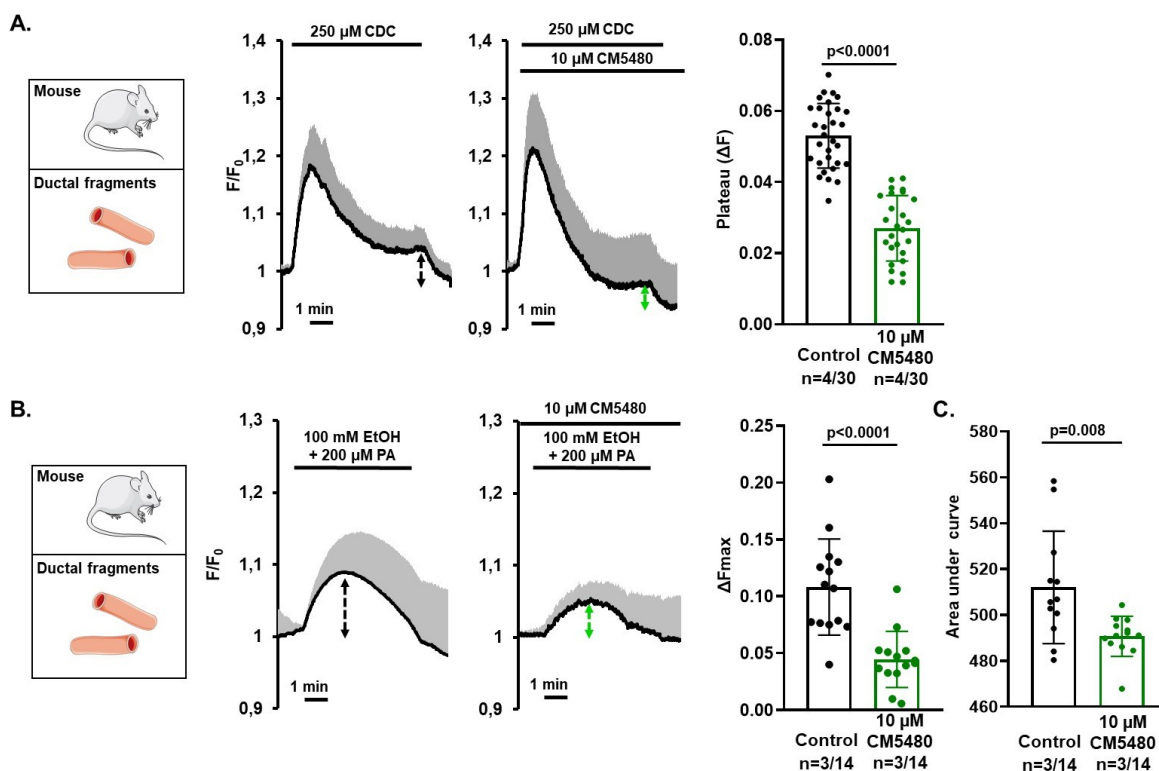 A.
Mouse
Ductal fragments
250 µM CDC
1,4
1,3
1,2
1,1
1
0,9
F/F0
1 min
250 µM CDC
10 µM CM5480
1,4
1,3
1,2
1,1
1
0,9
1 min
p<0.0001
0.08
0.06
0.04
0.02
0.00
Plateau (ΔF)
Control
n=4/30
10 µM
CM5480
n=4/30
B.
Mouse
Ductal fragments
100 mM EtOH
+ 200 µM PA
1,3
1,2
1,1
1
0,9
F/F0
1 min
10 µM CM5480
100 mM EtOH
+ 200 µM PA
1,3
1,2
1,1
1
0,9
1 min
p<0.0001
0.25
0.20
0.15
0.10
0.05
0.00
ΔFmax
Control
n=3/14
10 µM
CM5480
n=3/14
C.
p=0.008
580
560
540
520
500
480
460
Area under curve
Control
n=3/14
10 µM
CM5480
n=3/14